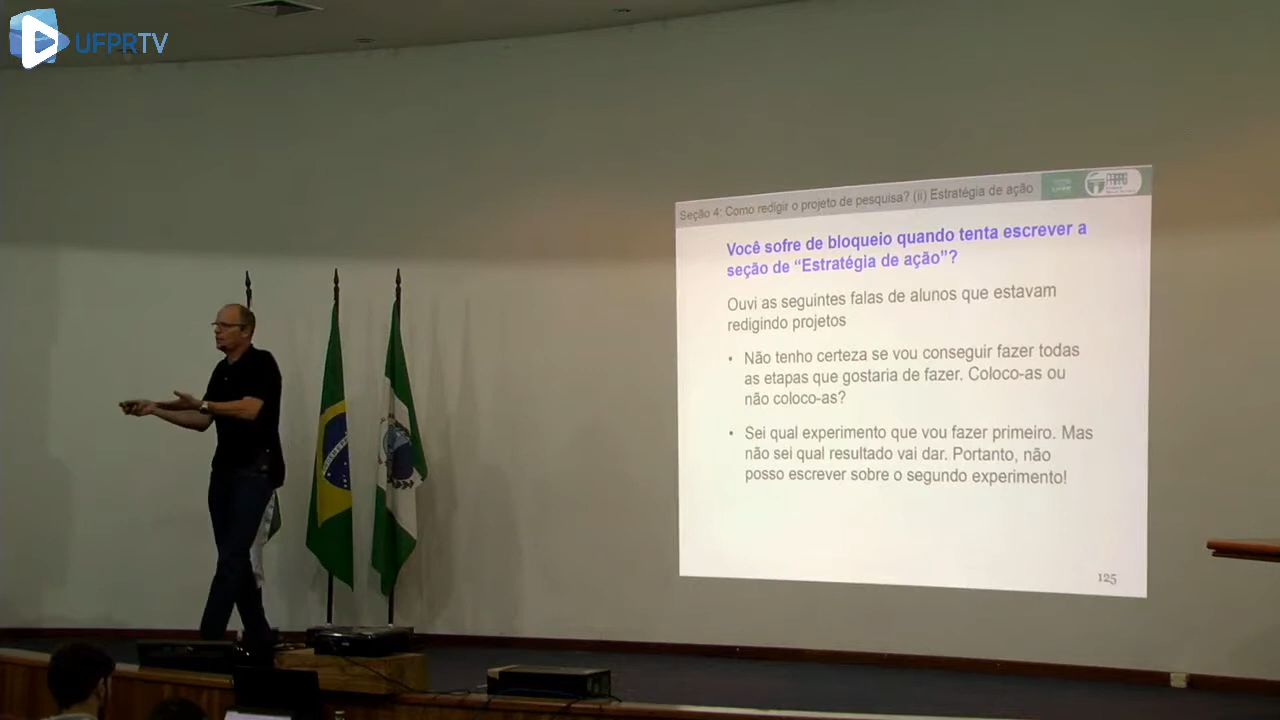 UFPRTV
Seção 4: Como redigir o projeto de pesquisa? (ii) Estratégia de ação
Você sofre de bloqueio quando tenta escrever a
seção de “Estratégia de ação”?
Ouvi as seguintes falas de alunos que estavam
redigindo projetos
• Não tenho certeza se vou conseguir fazer todas
as etapas que gostaria de fazer. Coloco-as ou
não coloco-as?
• Sei qual experimento que vou fazer primeiro. Mas
não sei qual resultado vai dar. Portanto, não
posso escrever sobre o segundo experimento!
125